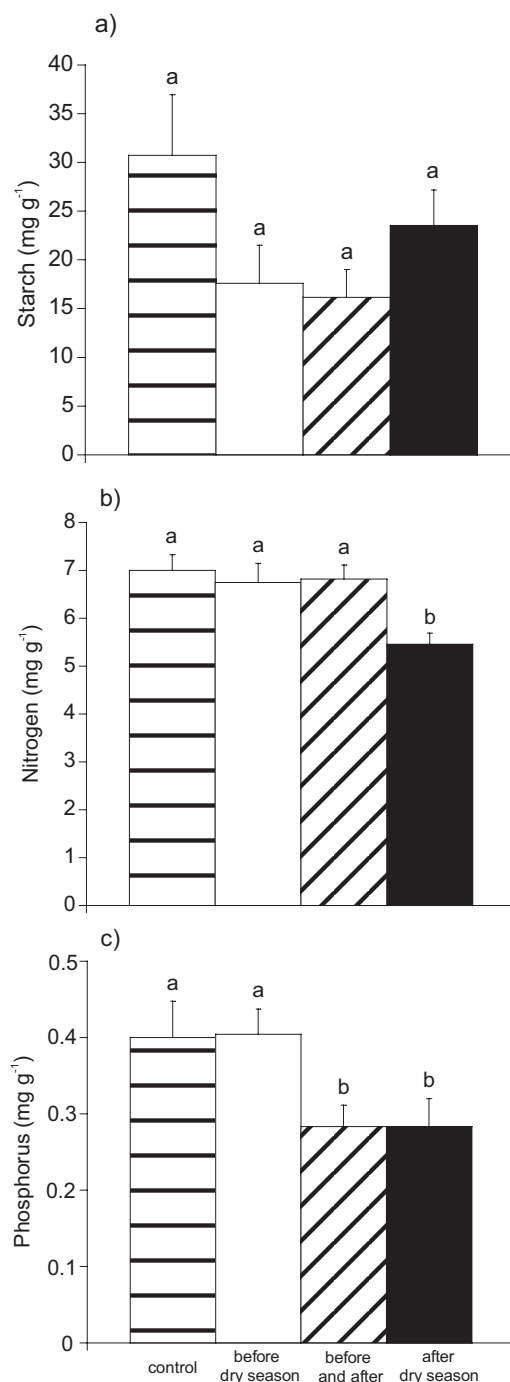 a)
Starch (mg g⁻¹)
40
35
30
25
20
15
10
5
0
a
a
a
a
b)
Nitrogen (mg g⁻¹)
8
7
6
5
4
3
2
1
0
a
a
a
b
c)
Phosphorus (mg g⁻¹)
0.5
0.4
0.3
0.2
0.1
0
a
a
b
b
control
before
dry season
before
and after
after
dry season